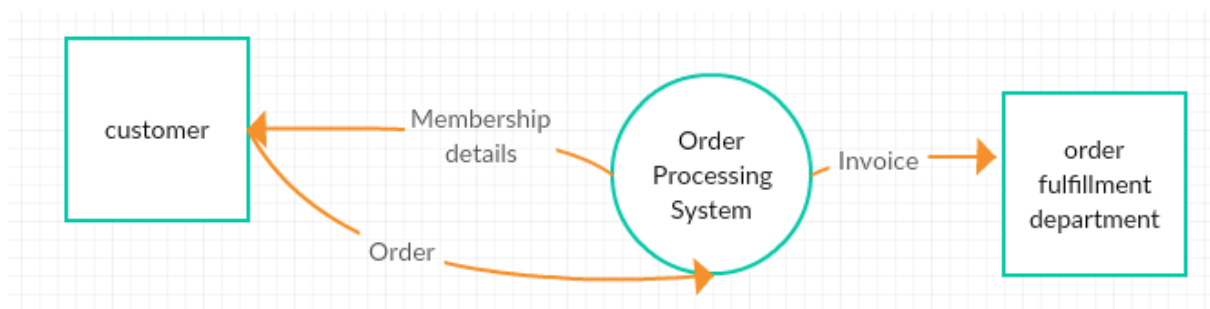 customer
Membership
details
Order
Order
Processing
System
Invoice
order
fulfillment
department